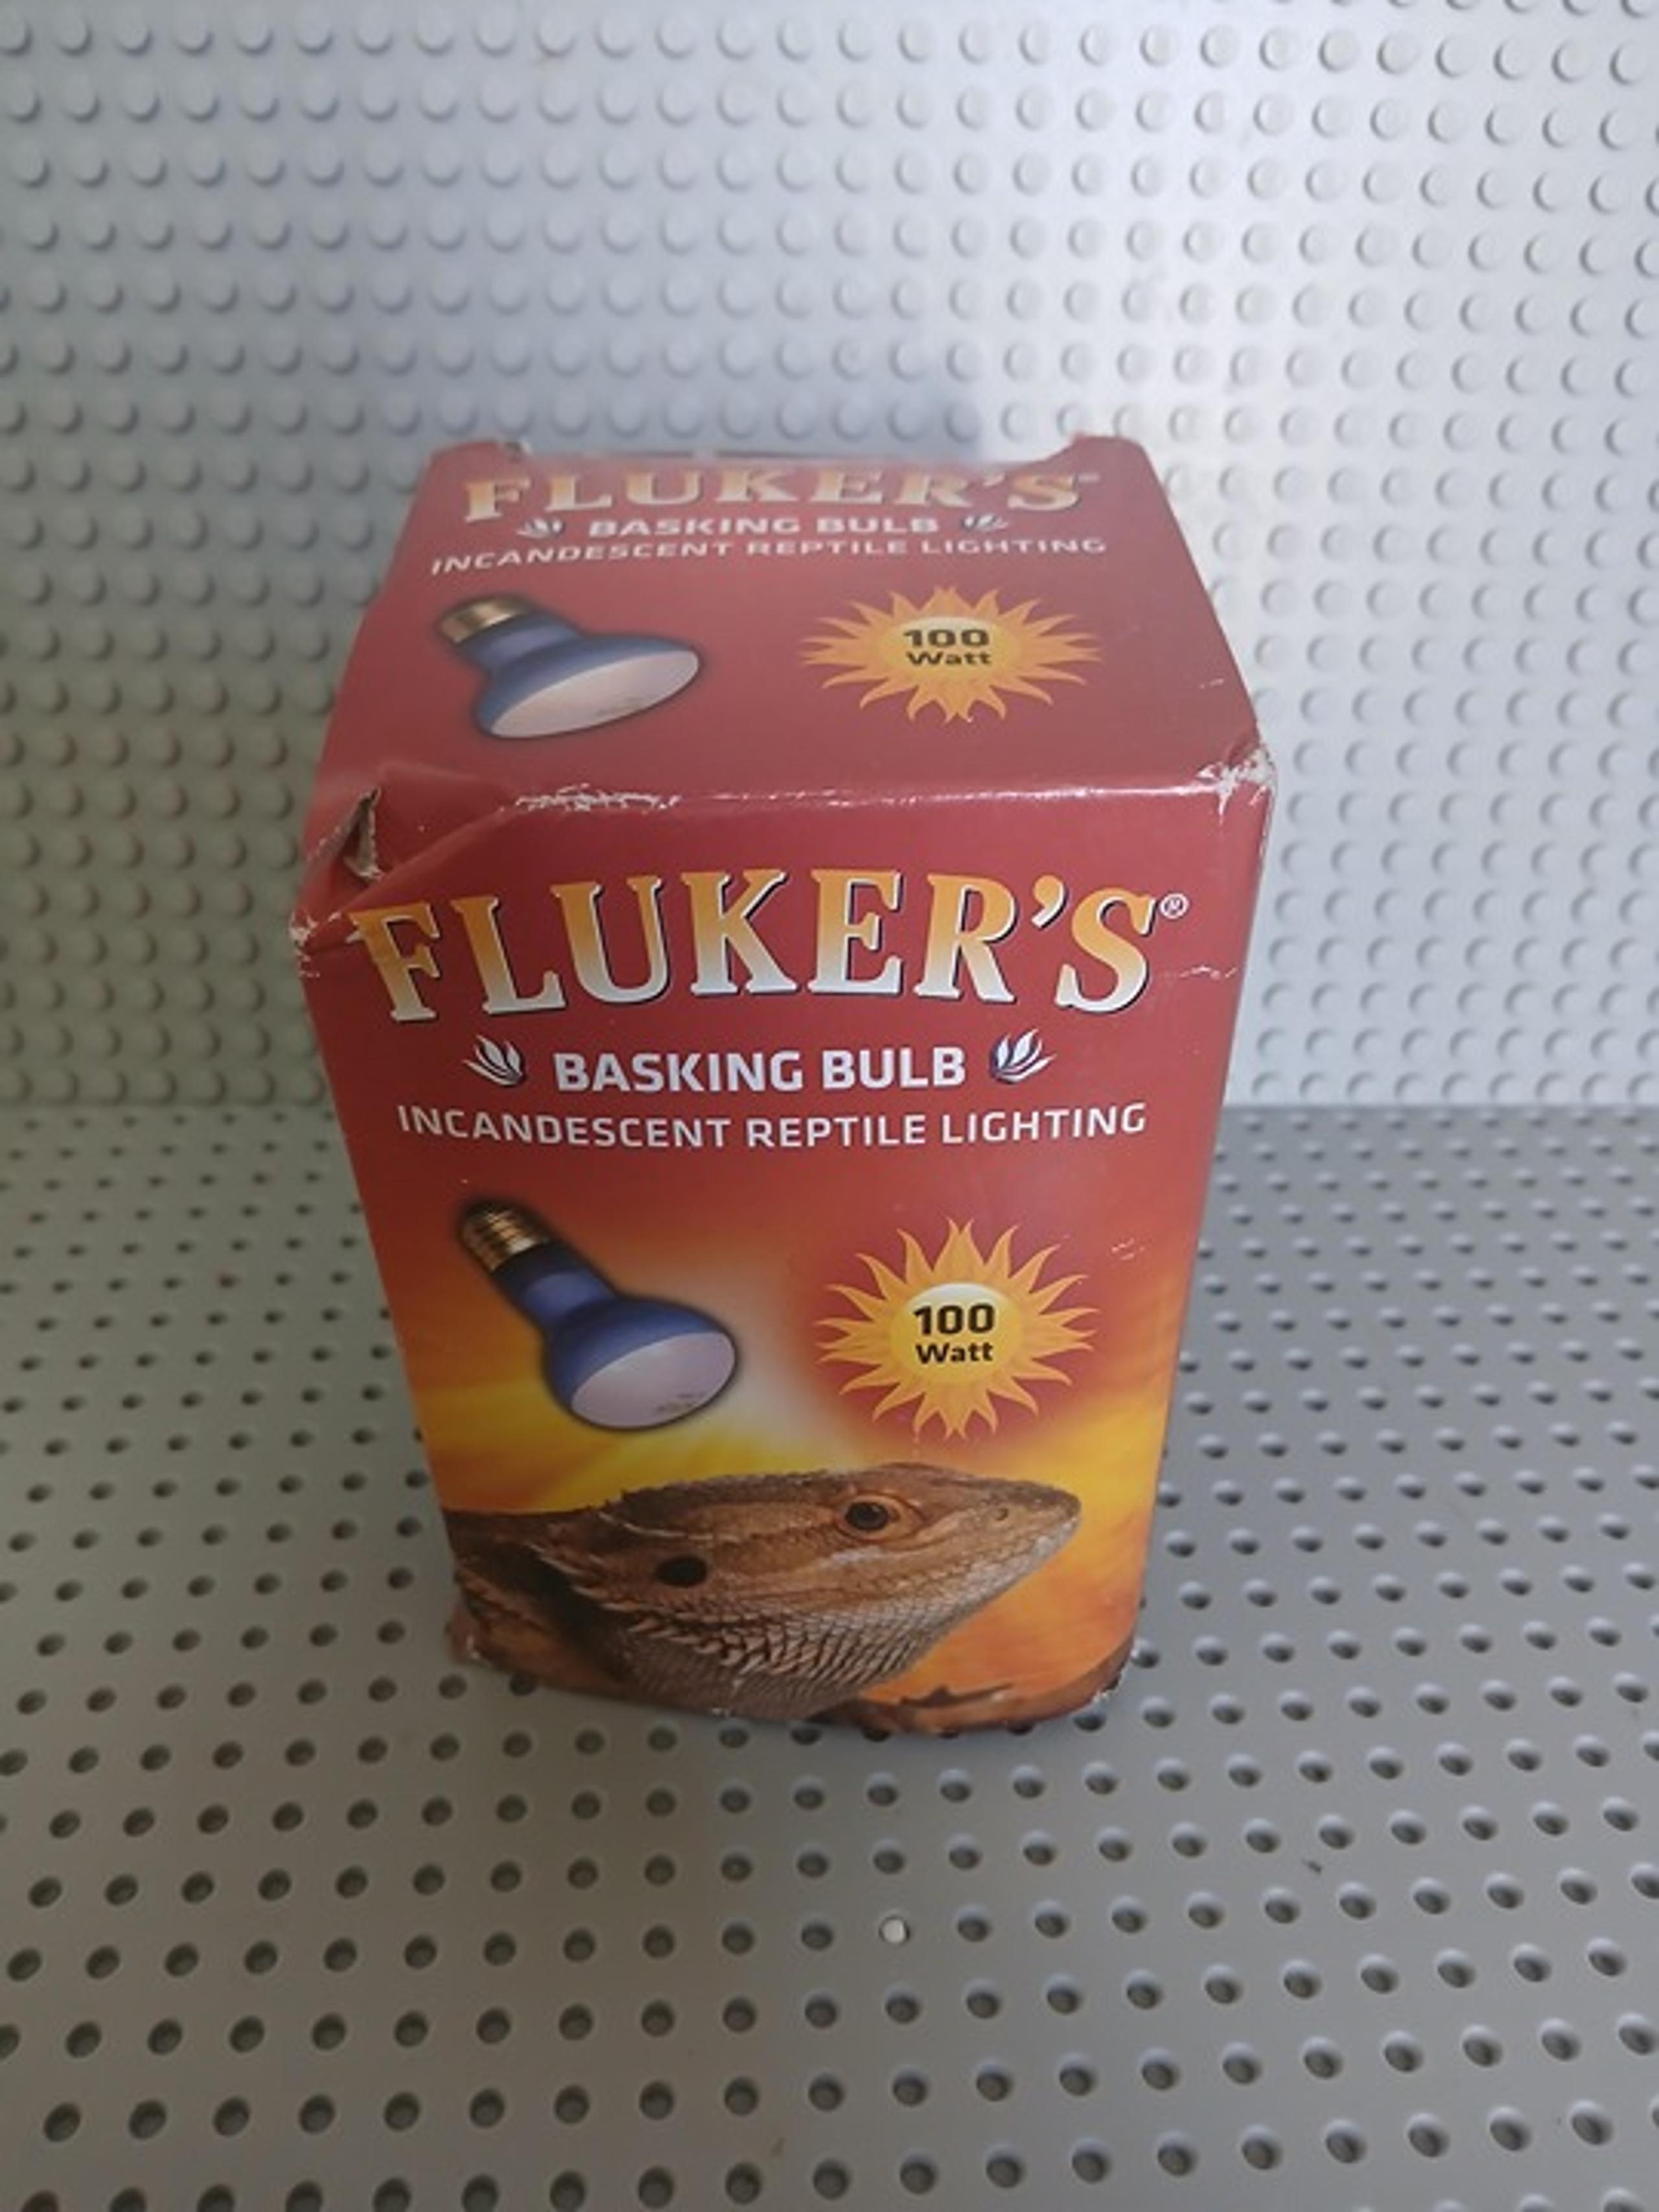 FLUKER'S
BASKING BULB
INCANDESCENT REPTILE LIGHTING
100
Watt
FLUKER'S®
BASKING BULB
INCANDESCENT REPTILE LIGHTING
100
Watt